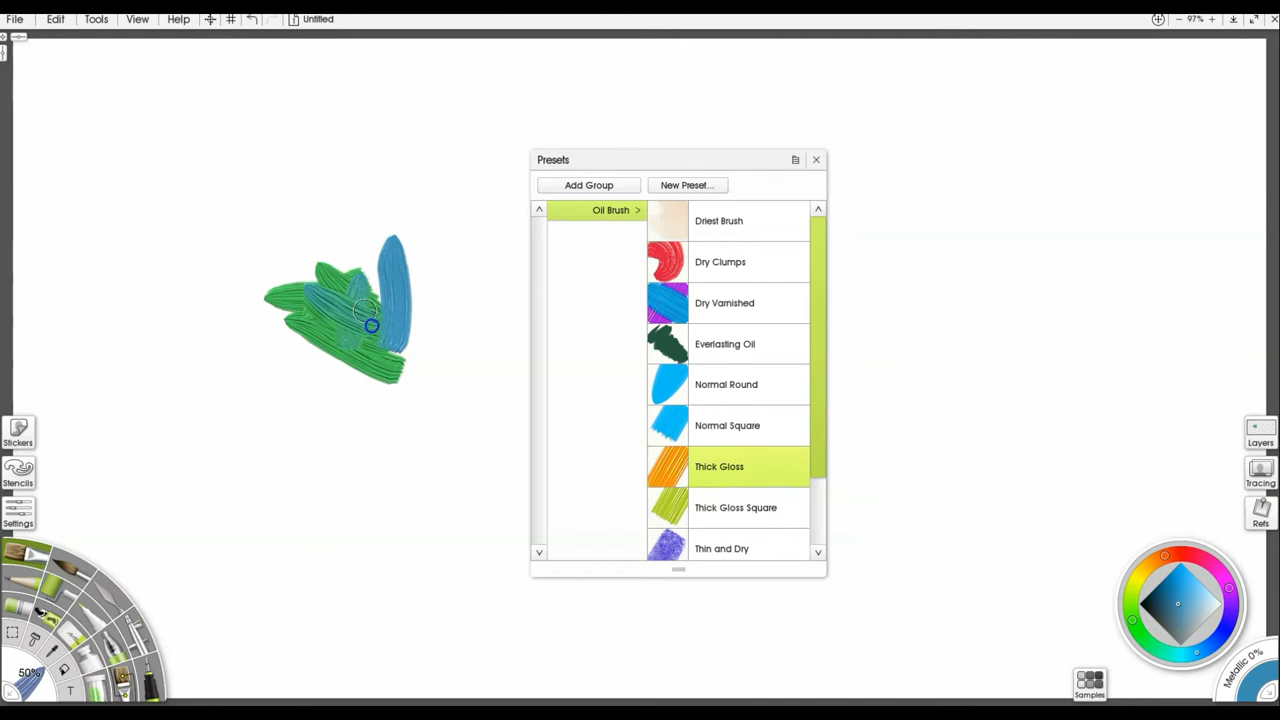 File Edit Tools View Help Untitled 97%
Presets
Add Group New Preset...
Oil Brush >
Driest Brush
Dry Clumps
Dry Varnished
Everlasting Oil
Normal Round
Normal Square
Thick Gloss
Thick Gloss Square
Thin and Dry
Stickers
Stencils
Settings
50%
T
Layers
Tracing
Refs
Metallic 0%
Samples